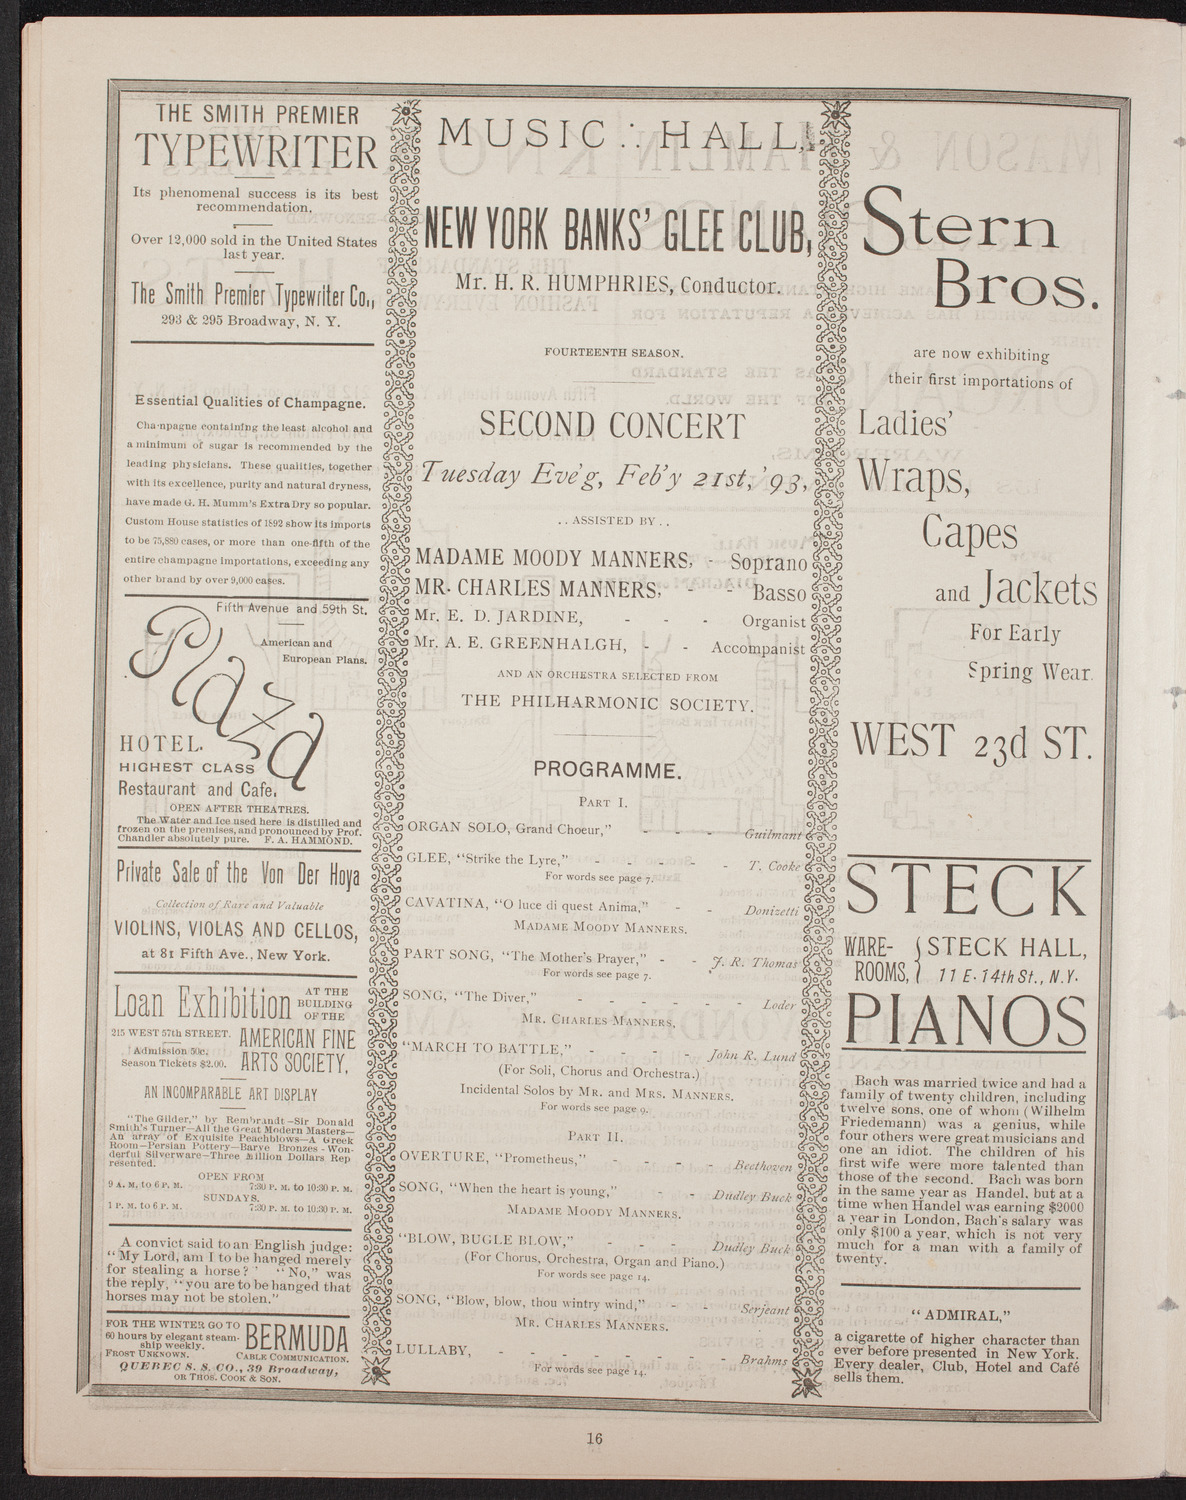 THE SMITH PREMIER
TYPEWRITER
Its phenomenal success is its best
recommendation.
Over 12,000 sold in the United States
last year.
The Smith Premier Typewriter Co.,
293 & 295 Broadway, N. Y.
Essential Qualities of Champagne.
Champagne containing the least alcohol and
a minimum of sugar is recommended by the
leading physicians. These qualities, together
with its excellence, purity and natural dryness,
have made G. H. Mumm's Extra Dry so popular.
Custom House statistics of 1892 show its imports
to be 75,880 cases, or more than one-fifth of the
entire champagne importations, exceeding any
other brand by over 9,000 cases.
Fifth Avenue and 59th St.
American and
European Plans.
Plaza
HOTEL.
HIGHEST CLASS
Restaurant and Cafe.
OPEN AFTER THEATRES.
The Water and Ice used here is distilled and
frozen on the premises, and pronounced by Prof.
Chandler absolutely pure. F. A. HAMMOND.
Private Sale of the Von Der Hoya
Collection of Rare and Valuable
VIOLINS, VIOLAS AND CELLOS,
at 81 Fifth Ave., New York.
Loan Exhibition AT THE
BUILDING
OF THE
215 WEST 57th STREET. AMERICAN FINE
Admission 50c.
Season Tickets $2.00. ARTS SOCIETY,
AN INCOMPARABLE ART DISPLAY
"The Gilder," by Rembrandt—Sir Donald
Smith's Turner—All the Great Modern Masters—
An array of Exquisite Peachblows—A Greek
Room—Persian Pottery—Barye Bronzes-Won-
derful Silverware—Three Million Dollars Rep
resented.
OPEN FROM
9 A. M. to 6 P. M. 7:30 P. M. to 10:30 P. M.
SUNDAYS.
1 P. M. to 6 P. M. 7:30 P. M. to 10:30 P. M.
A convict said to an English judge:
"My Lord, am I to be hanged merely
for stealing a horse?' "No," was
the reply, "you are to be hanged that
horses may not be stolen."
FOR THE WINTER GO TO
60 hours by elegant steam-
ship weekly.
FROST UNKNOWN. BERMUDA
CABLE COMMUNICATION.
QUEBEC S. S. CO., 39 Broadway,
OR THOS. COOK & SON.
MUSIC ∴ HALL.
NEW YORK BANKS' GLEE CLUB,
Mr. H. R. HUMPHRIES, Conductor.
FOURTEENTH SEASON.
SECOND CONCERT
Tuesday Eve'g, Feb'y 21st, '93,
..ASSISTED BY..
MADAME MOODY MANNERS, - Soprano
MR. CHARLES MANNERS, - - Basso
Mr. E. D. JARDINE, - - - Organist
Mr. A. E. GREENHALGH, - - Accompanist
AND AN ORCHESTRA SELECTED FROM
THE PHILHARMONIC SOCIETY.
PROGRAMME.
PART I.
ORGAN SOLO, Grand Choeur," - - - Guilmant
GLEE, "Strike the Lyre," - - - - T. Cooke
For words see page 7.
CAVATINA, "O luce di quest Anima," - - Donizetti
MADAME MOODY MANNERS.
PART SONG, "The Mother's Prayer," - - J. R. Thomas
For words see page 7.
SONG, "The Diver," - - - - - - Loder
MR. CHARLES MANNERS,
"MARCH TO BATTLE," - - - - John R. Lund
(For Soli, Chorus and Orchestra.)
Incidental Solos by MR. and MRS. MANNERS.
For words see page 9.
PART II.
OVERTURE, "Prometheus," - - - - Beethoven
SONG, "When the heart is young," - - Dudley Buck
MADAME MOODY MANNERS.
"BLOW, BUGLE BLOW," - - - - Dudley Buck
(For Chorus, Orchestra, Organ and Piano.)
For words see page 14.
SONG, "Blow, blow, thou wintry wind," - - Serjeant
MR. CHARLES MANNERS.
LULLABY, - - - - - - - - Brahms
For words see page 14.
Stern
Bros.
are now exhibiting
their first importations of
Ladies'
Wraps,
Capes
and Jackets
For Early
Spring Wear.
WEST 23d ST.
STECK
WARE-
ROOMS, { STECK HALL,
11 E. 14th St., N.Y.
PIANOS
Bach was married twice and had a
family of twenty children, including
twelve sons, one of whom (Wilhelm
Friedemann) was a genius, while
four others were great musicians and
one an idiot. The children of his
first wife were more talented than
those of the second. Bach was born
in the same year as Handel, but at a
time when Handel was earning $2000
a year in London, Bach's salary was
only $100 a year, which is not very
much for a man with a family of
twenty.
"ADMIRAL,"
a cigarette of higher character than
ever before presented in New York.
Every dealer, Club, Hotel and Café
sells them.
16